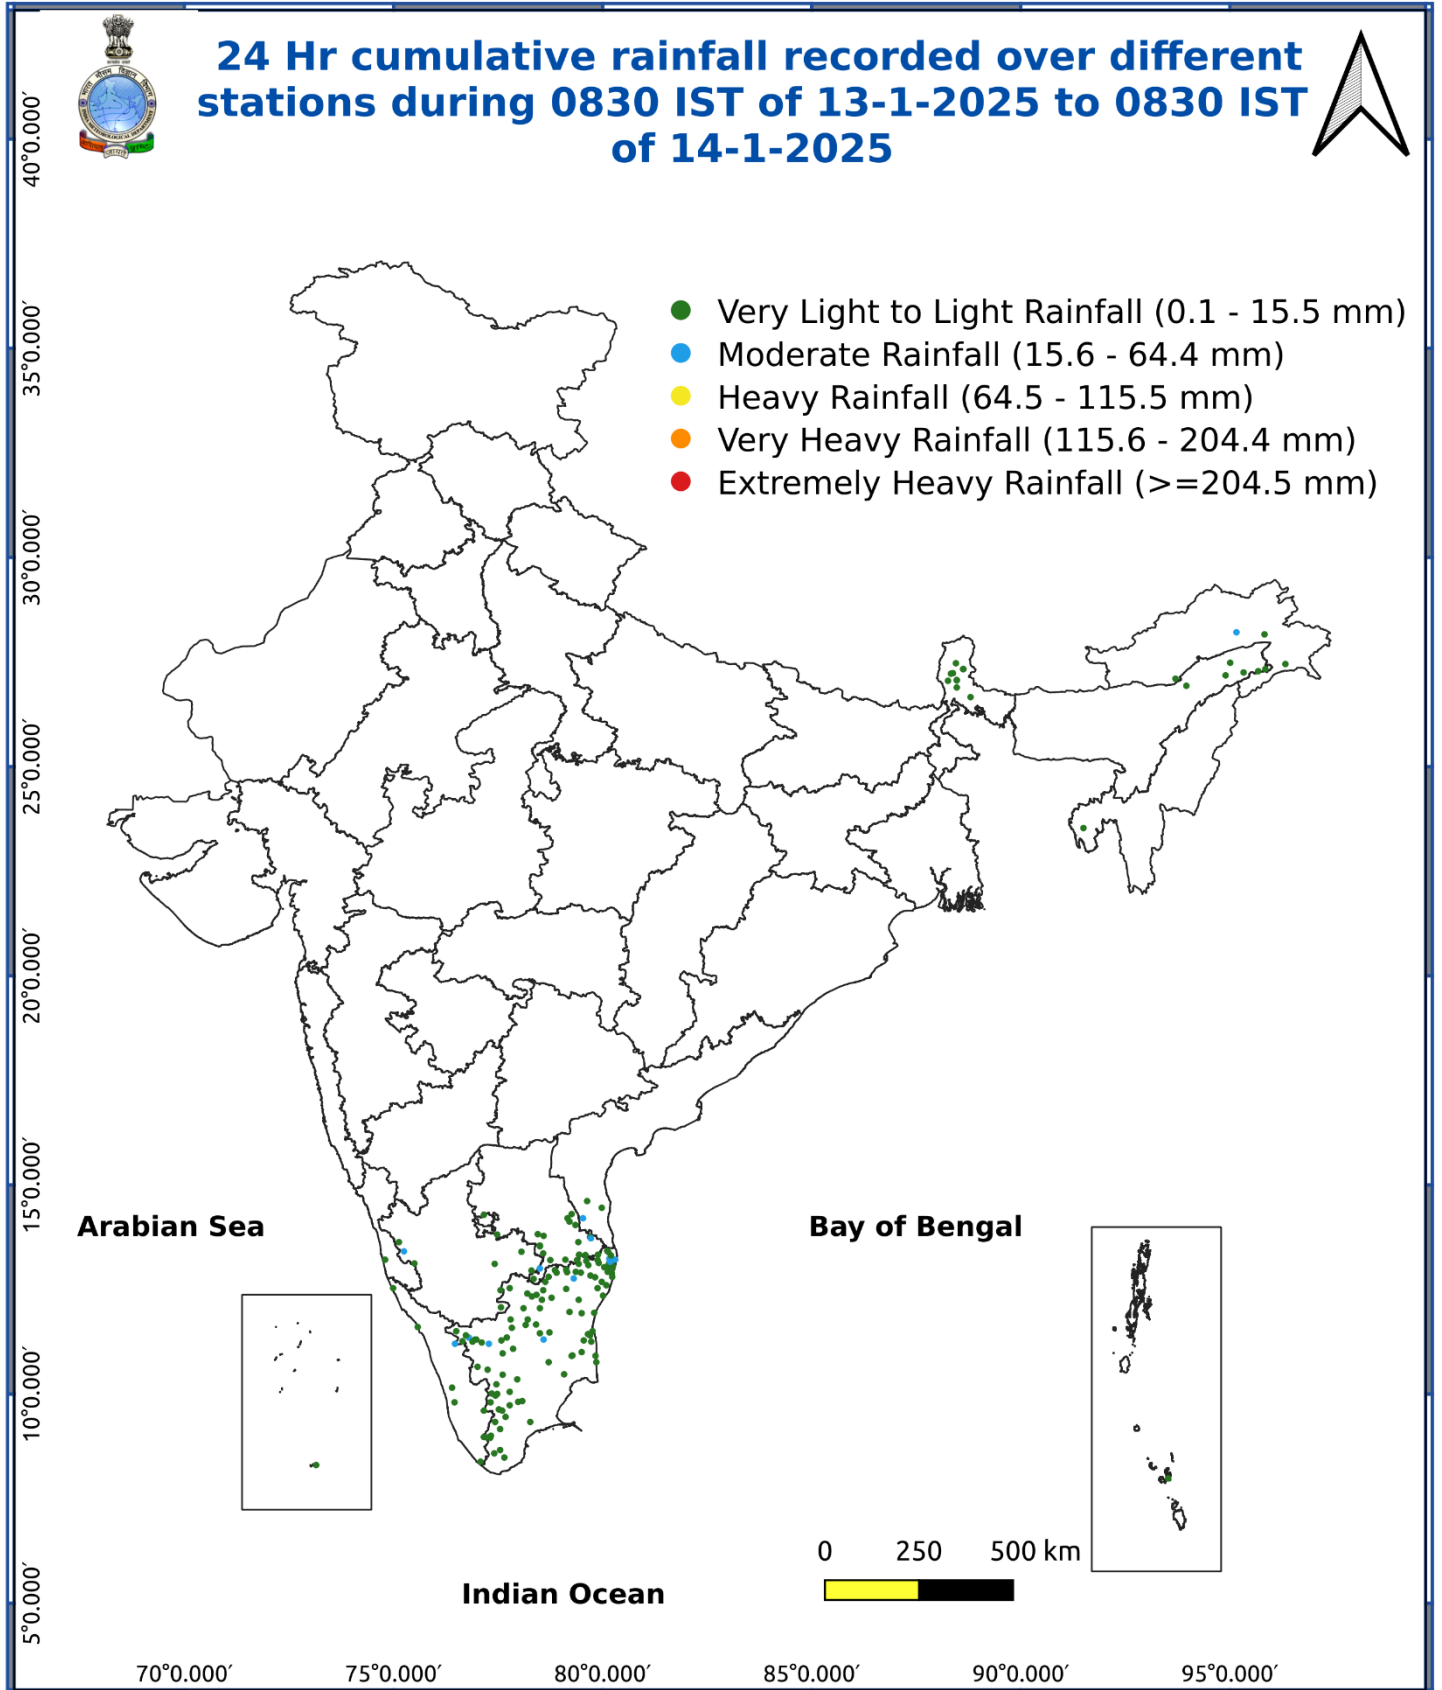 24 Hr cumulative rainfall recorded over different
stations during 0830 IST of 13-1-2025 to 0830 IST
of 14-1-2025
Very Light to Light Rainfall (0.1 - 15.5 mm)
Moderate Rainfall (15.6 - 64.4 mm)
Heavy Rainfall (64.5 - 115.5 mm)
Very Heavy Rainfall (115.6 - 204.4 mm)
Extremely Heavy Rainfall (>=204.5 mm)
40°0.000′
35°0.000′
30°0.000′
25°0.000′
20°0.000′
15°0.000′
10°0.000′
5°0.000′
Arabian Sea
Bay of Bengal
Indian Ocean
0 250 500 km
70°0.000′ 75°0.000′ 80°0.000′ 85°0.000′ 90°0.000′ 95°0.000′